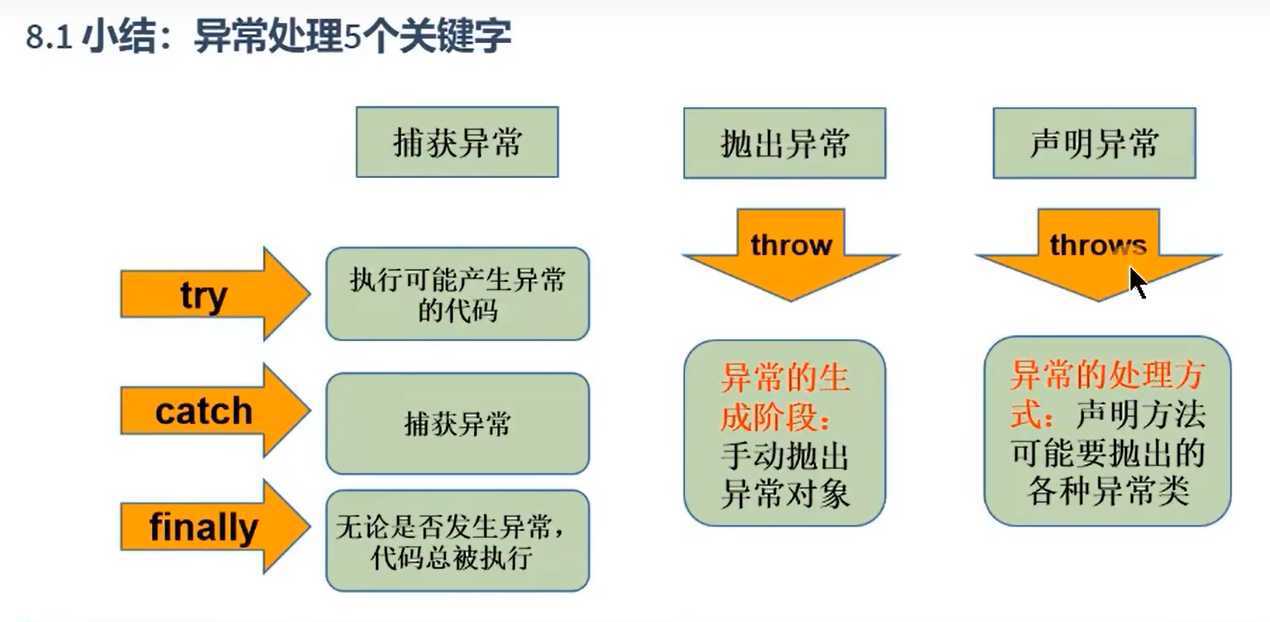 8.1 小结：异常处理5个关键字
捕获异常
抛出异常
声明异常
throw
throws
try
执行可能产生异常
的代码
catch
捕获异常
finally
无论是否发生异常，
代码总被执行
异常的生
成阶段：
手动抛出
异常对象
异常的处理方
式：声明方法
可能要抛出的
各种异常类